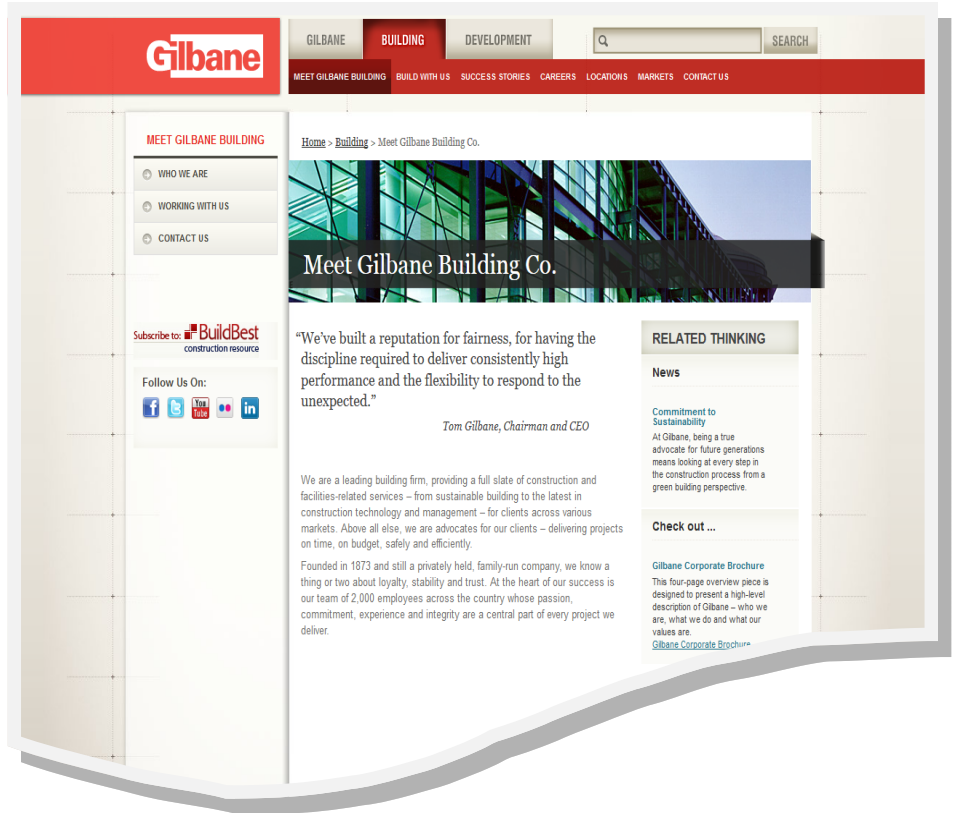 Gilbane
GILBANE
BUILDING
DEVELOPMENT
SEARCH
MEET GILBANE BUILDING
BUILD WITH US
SUCCESS STORIES
CAREERS
LOCATIONS
MARKETS
CONTACT US
MEET GILBANE BUILDING
WHO WE ARE
WORKING WITH US
CONTACT US
Subscribe to: BuildBest
construction resource
Follow Us On:
You
Tube
Home > Building > Meet Gilbane Building Co.
Meet Gilbane Building Co.
“We’ve built a reputation for fairness, for having the
discipline required to deliver consistently high
performance and the flexibility to respond to the
unexpected.”
Tom Gilbane, Chairman and CEO
We are a leading building firm, providing a full slate of construction and
facilities-related services – from sustainable building to the latest in
construction technology and management – for clients across various
markets. Above all else, we are advocates for our clients – delivering projects
on time, on budget, safely and efficiently.
Founded in 1873 and still a privately held, family-run company, we know a
thing or two about loyalty, stability and trust. At the heart of our success is
our team of 2,000 employees across the country whose passion,
commitment, experience and integrity are a central part of every project we
deliver.
RELATED THINKING
News
Commitment to
Sustainability
At Gilbane, being a true
advocate for future generations
means looking at every step in
the construction process from a
green building perspective.
Check out ...
Gilbane Corporate Brochure
This four-page overview piece is
designed to present a high-level
description of Gilbane – who we
are, what we do and what our
values are.
Gilbane Corporate Brochure